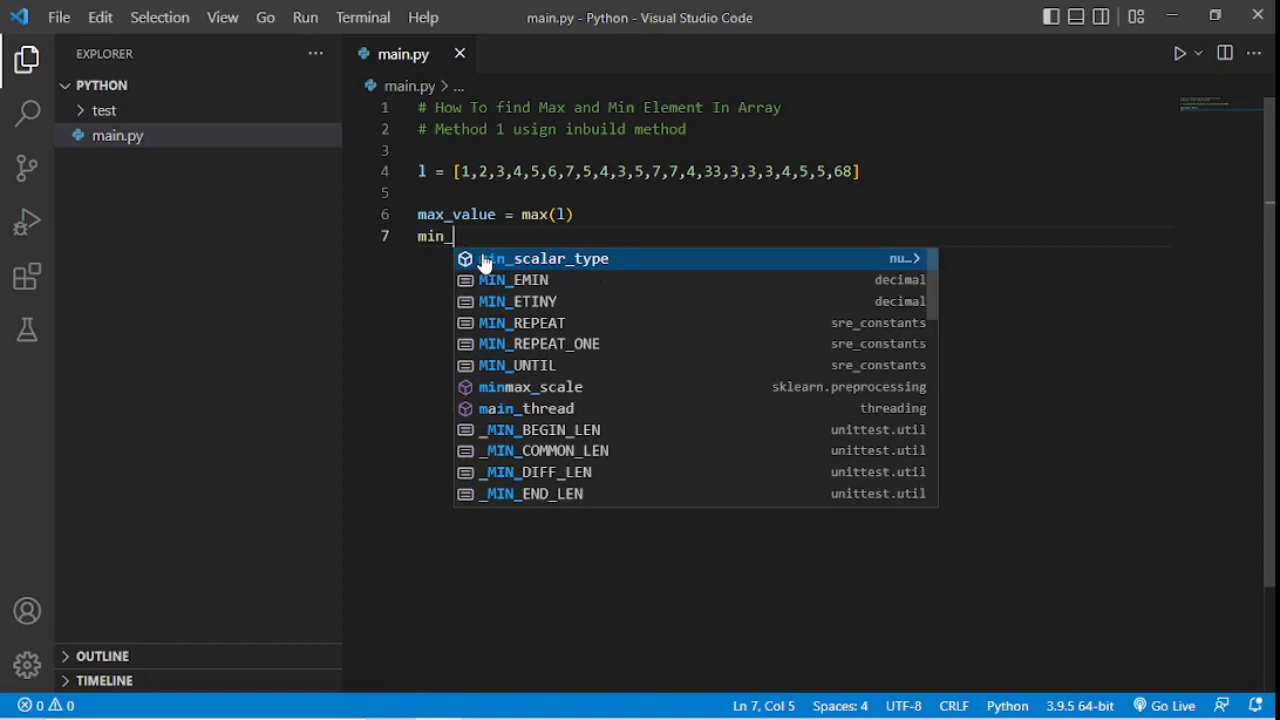 File Edit Selection View Go Run Terminal Help main.py - Python - Visual Studio Code
EXPLORER
PYTHON
test
main.py
main.py
main.py > ...
1 # How To find Max and Min Element In Array
2 # Method 1 usign inbuild method
3
4 l = [1,2,3,4,5,6,7,5,4,3,5,7,7,4,33,3,3,3,4,5,5,68]
5
6 max_value = max(l)
7 min_
min_scalar_type nu...
MIN_EMIN decimal
MIN_ETINY decimal
MIN_REPEAT sre_constants
MIN_REPEAT_ONE sre_constants
MIN_UNTIL sre_constants
minmax_scale sklearn.preprocessing
main_thread threading
_MIN_BEGIN_LEN unittest.util
_MIN_COMMON_LEN unittest.util
_MIN_DIFF_LEN unittest.util
_MIN_END_LEN unittest.util
OUTLINE
TIMELINE
0 0 Ln 7, Col 5 Spaces: 4 UTF-8 CRLF Python 3.9.5 64-bit Go Live